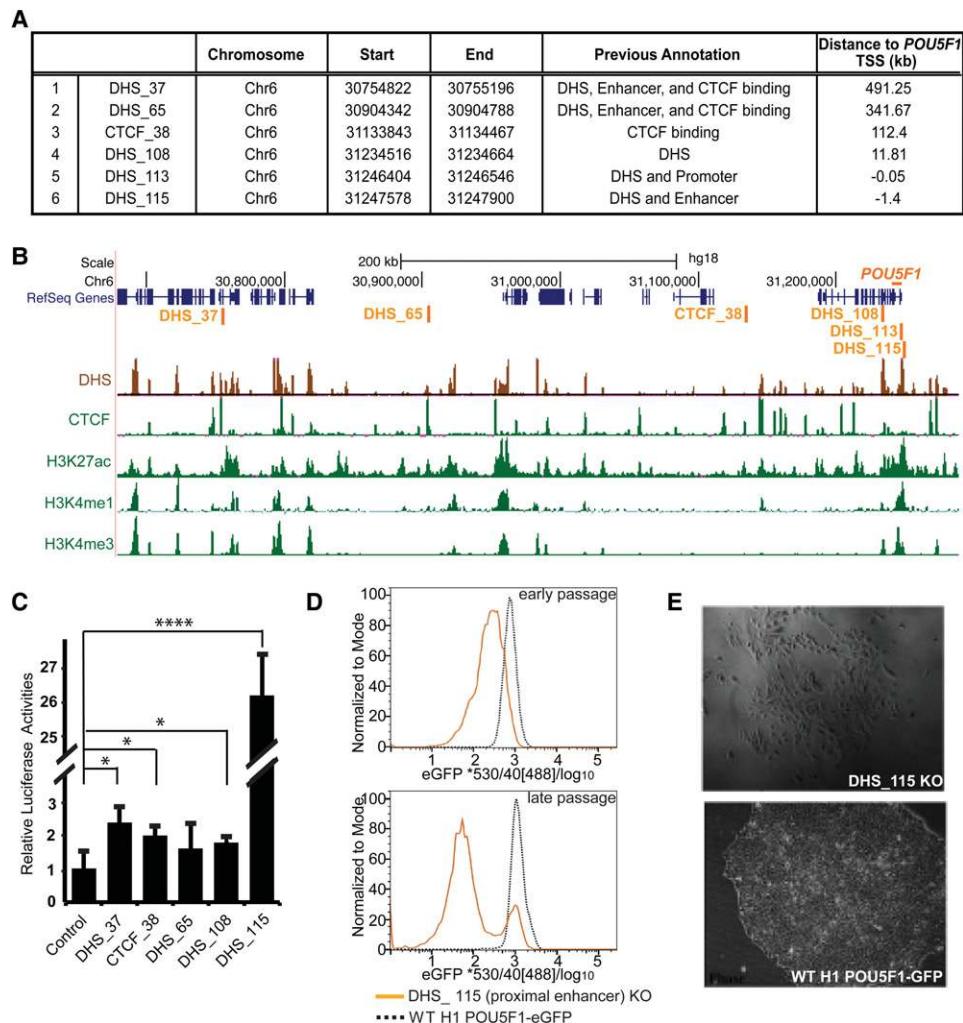 A
Chromosome Start End Previous Annotation Distance to POU5F1 TSS (kb)
1 DHS_37 Chr6 30754822 30755196 DHS, Enhancer, and CTCF binding 491.25
2 DHS_65 Chr6 30904342 30904788 DHS, Enhancer, and CTCF binding 341.67
3 CTCF_38 Chr6 31133843 31134467 CTCF binding 112.4
4 DHS_108 Chr6 31234516 31234664 DHS 11.81
5 DHS_113 Chr6 31246404 31246546 DHS and Promoter -0.05
6 DHS_115 Chr6 31247578 31247900 DHS and Enhancer -1.4
B
Scale 200 kb hg18
Chr6 30,800,000 30,900,000 31,000,000 31,100,000 31,200,000 POU5F1
RefSeq Genes
DHS_37 DHS_65 CTCF_38 DHS_108
DHS_113
DHS_115
DHS
CTCF
H3K27ac
H3K4me1
H3K4me3
C
Relative Luciferase Activities
27
26
25
3
2
1
0
****
*
*
*
Control DHS_37 CTCF_38 DHS_65 DHS_108 DHS_115
D
early passage
Normalized to Mode
100
80
60
40
20
0
1 2 3 4 5
eGFP *530/40[488]/log10
late passage
Normalized to Mode
100
80
60
40
20
0
1 2 3 4 5
eGFP *530/40[488]/log10
DHS_ 115 (proximal enhancer) KO
WT H1 POU5F1-eGFP
E
DHS_115 KO
Phase
WT H1 POU5F1-GFP